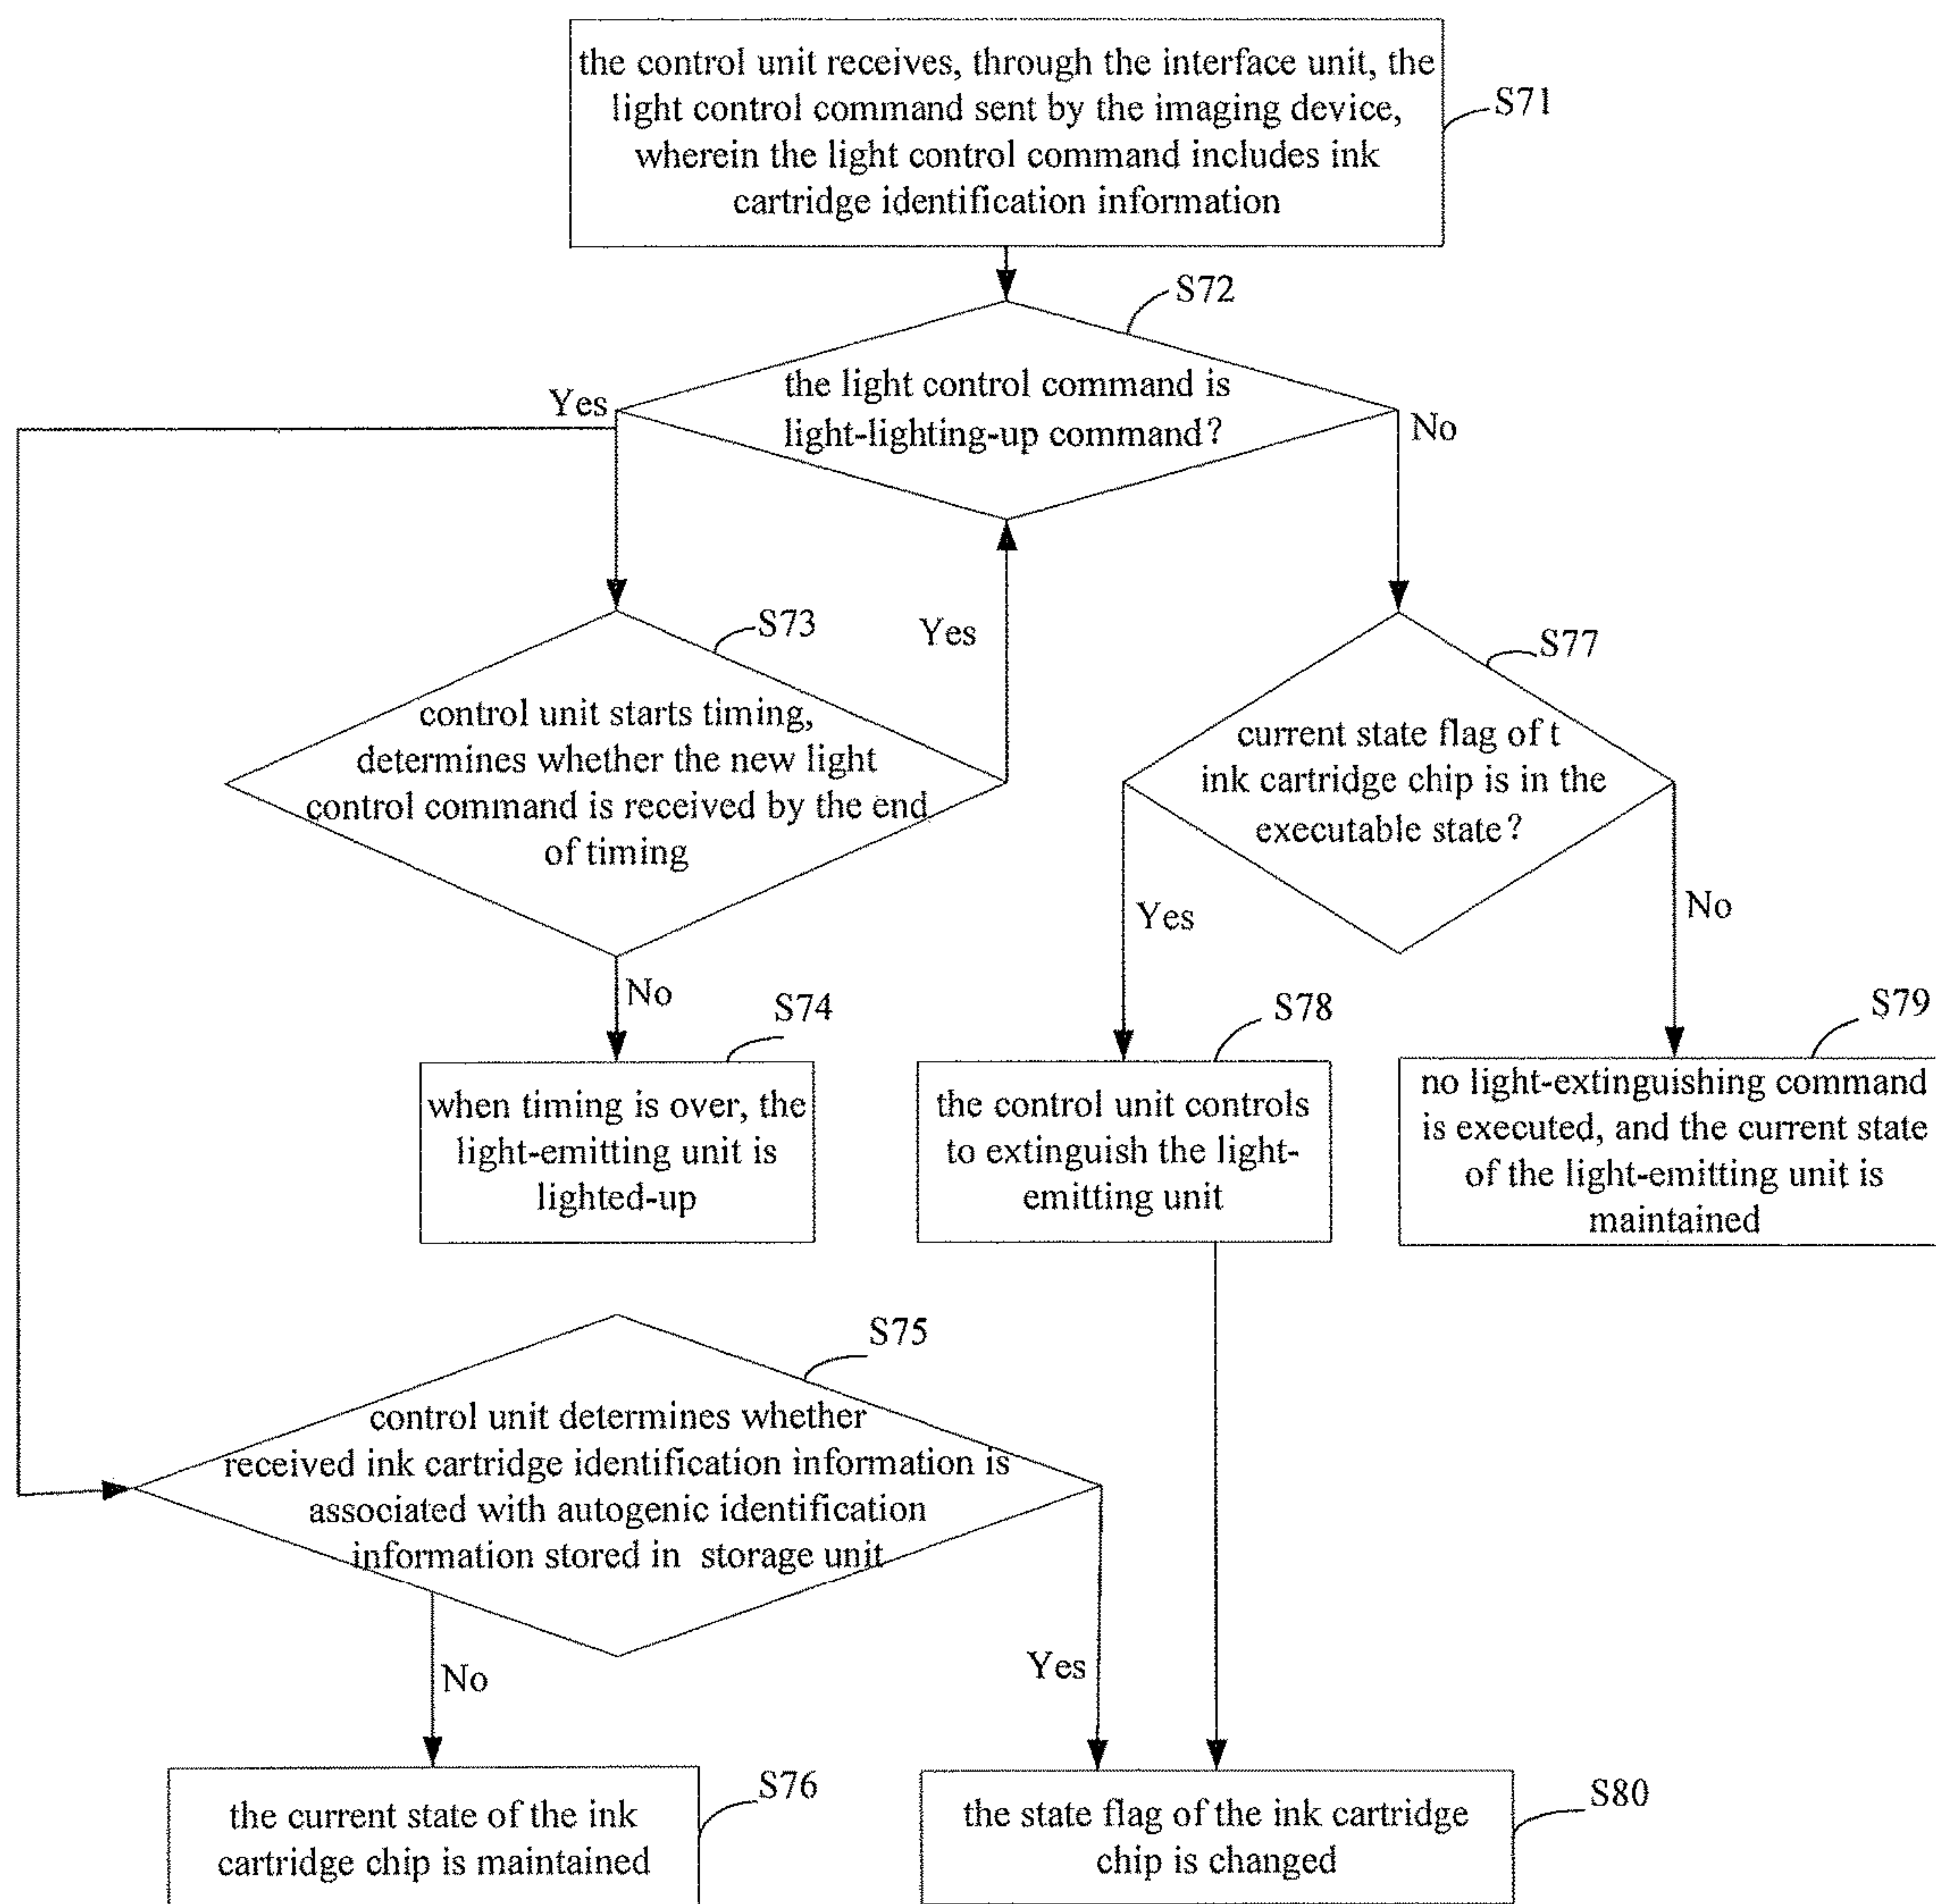 the control unit receives, through the interface unit, the
light control command sent by the imaging device,
wherein the light control command includes ink
cartridge identification information
S71
S72
the light control command is
light-lighting-up command?
Yes
No
S73
control unit starts timing,
determines whether the new light
control command is received by the end
of timing
Yes
No
S77
current state flag of t
ink cartridge chip is in the
executable state?
Yes
No
S74
when timing is over, the
light-emitting unit is
lighted-up
S78
the control unit controls
to extinguish the light-
emitting unit
S79
no light-extinguishing command
is executed, and the current state
of the light-emitting unit is
maintained
S75
control unit determines whether
received ink cartridge identification information is
associated with autogenic identification
information stored in storage unit
No
Yes
S76
the current state of the ink
cartridge chip is maintained
S80
the state flag of the ink cartridge
chip is changed